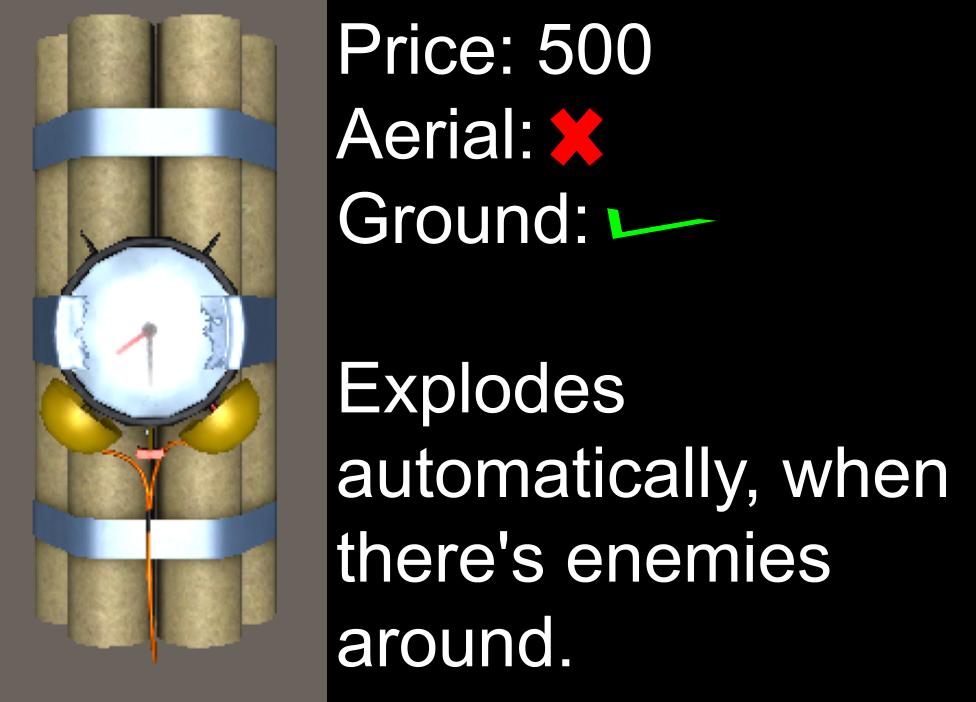 Price: 500
Aerial:
Ground:
Explodes
automatically, when
there's enemies
around.